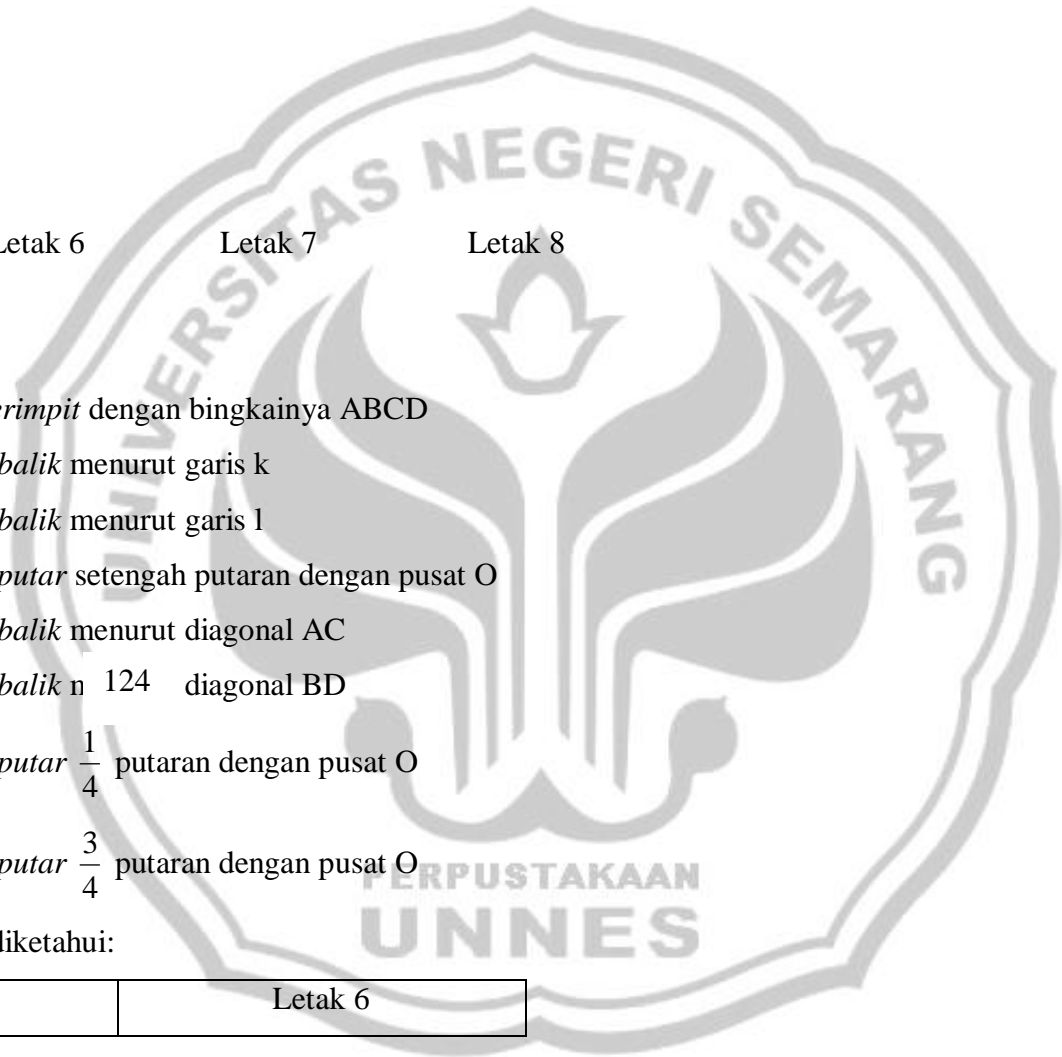 UNIVERSITAS NEGERI SEMARANG
Letak 6 Letak 7 Letak 8
erimpit dengan bingkainya ABCD
balik menurut garis k
balik menurut garis l
putar setengah putaran dengan pusat O
balik menurut diagonal AC
balik 124 diagonal BD
putar 1/4 putaran dengan pusat O
putar 3/4 putaran dengan pusat O
PERPUSTAKAAN
UNNES
diketahui:
Letak 6